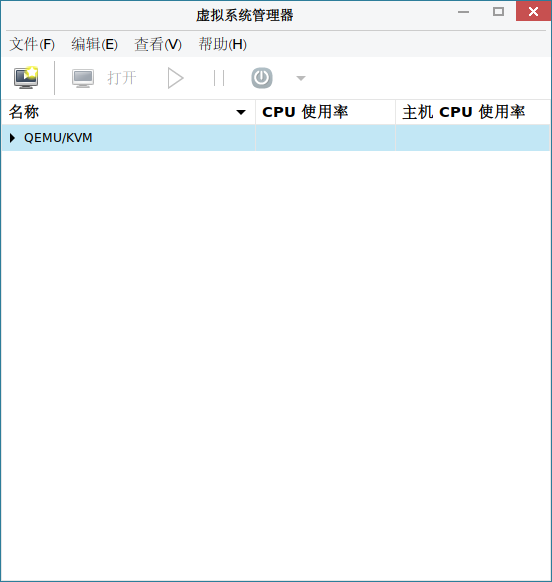 虚拟系统管理器
文件(F) 编辑(E) 查看(V) 帮助(H)
打开
名称 CPU 使用率 主机 CPU 使用率
QEMU/KVM